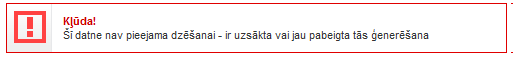 Kļūda!
Šī datne nav pieejama dzēšanai - ir uzsākta vai jau pabeigta tās ģenerēšana